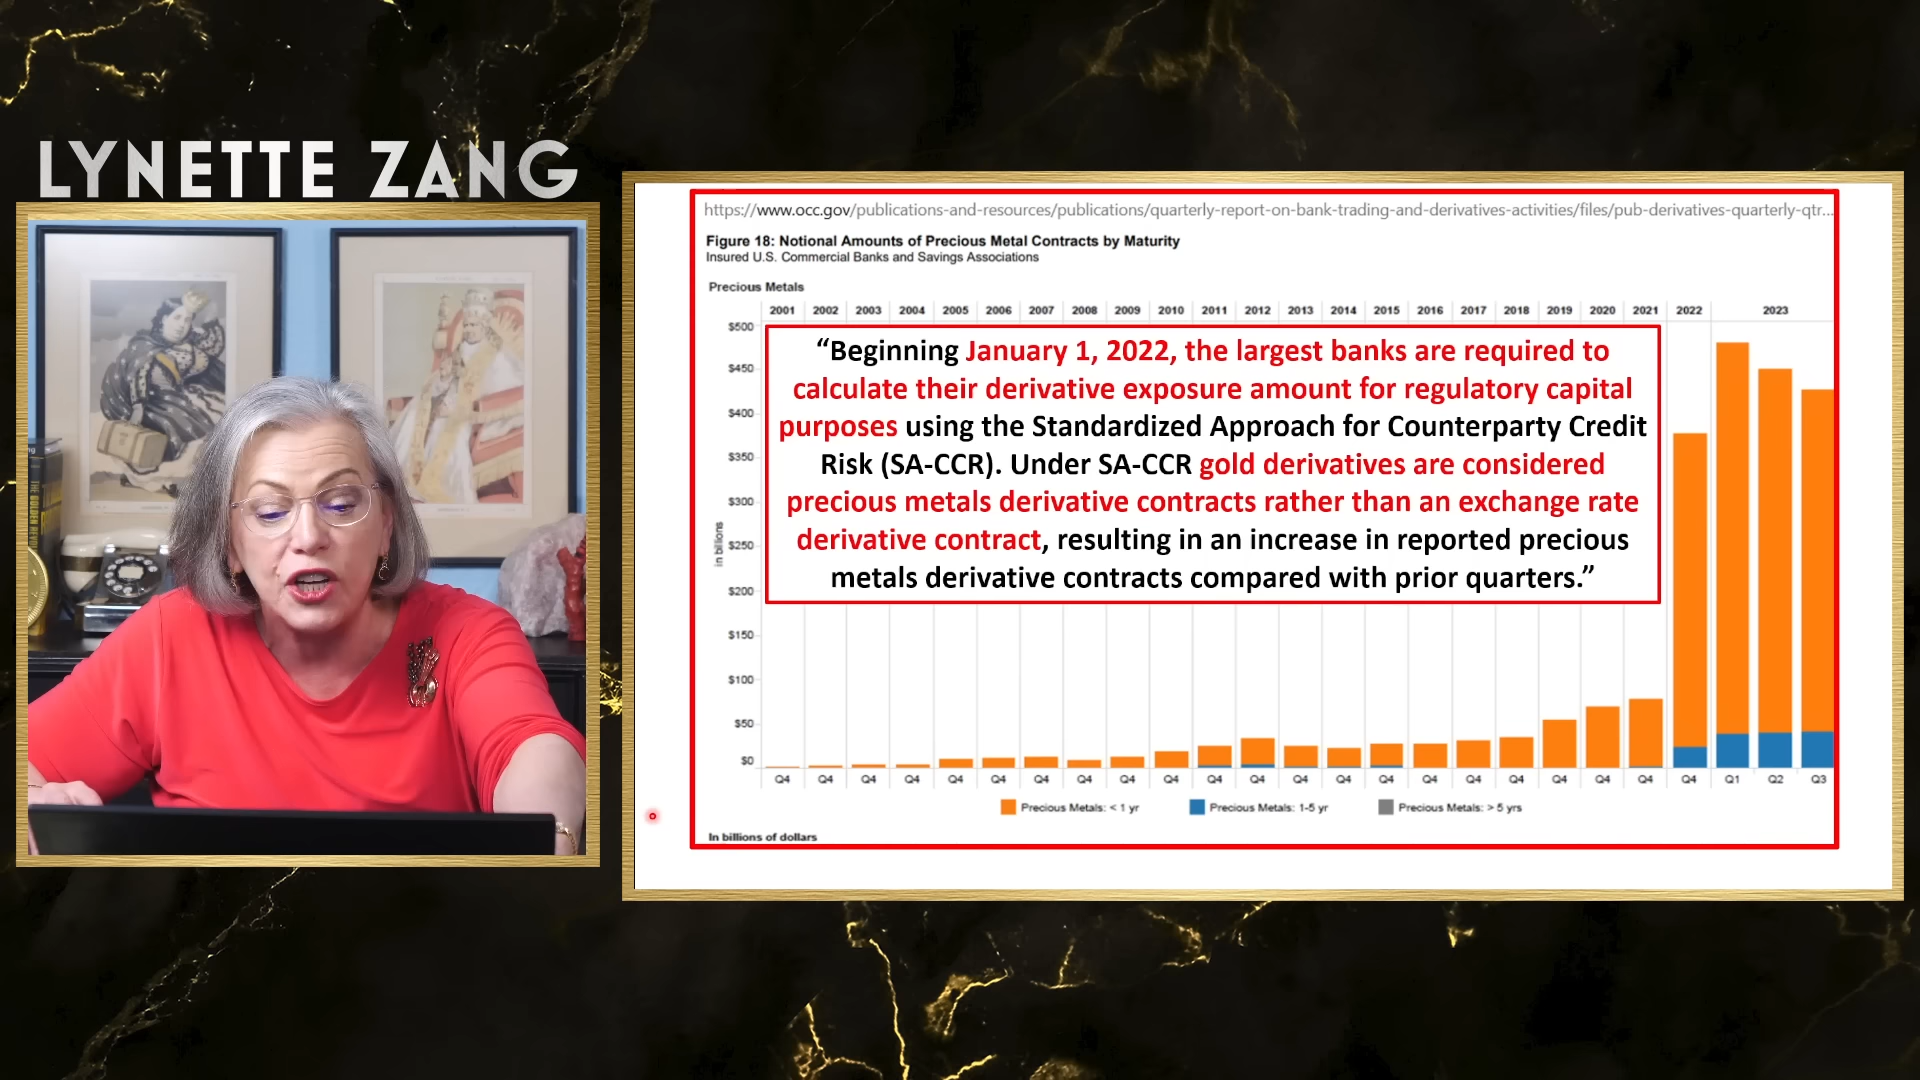 LYNETTE ZANG
https://www.occ.gov/publications-and-resources/publications/quarterly-report-on-bank-trading-and-derivatives-activities/files/pub-derivatives-quarterly-qtr...
Figure 18: Notional Amounts of Precious Metal Contracts by Maturity
Insured U.S. Commercial Banks and Savings Associations
Precious Metals
2001 2002 2003 2004 2005 2006 2007 2008 2009 2010 2011 2012 2013 2014 2015 2016 2017 2018 2019 2020 2021 2022 2023
$500
$450
$400
$350
$300
$250
$200
$150
$100
$50
$0
in billions
“Beginning January 1, 2022, the largest banks are required to
calculate their derivative exposure amount for regulatory capital
purposes using the Standardized Approach for Counterparty Credit
Risk (SA-CCR). Under SA-CCR gold derivatives are considered
precious metals derivative contracts rather than an exchange rate
derivative contract, resulting in an increase in reported precious
metals derivative contracts compared with prior quarters.”
Q4 Q4 Q4 Q4 Q4 Q4 Q4 Q4 Q4 Q4 Q4 Q4 Q4 Q4 Q4 Q4 Q4 Q4 Q4 Q4 Q4 Q4 Q1 Q2 Q3
Precious Metals: < 1 yr Precious Metals: 1-5 yr Precious Metals: > 5 yrs
In billions of dollars